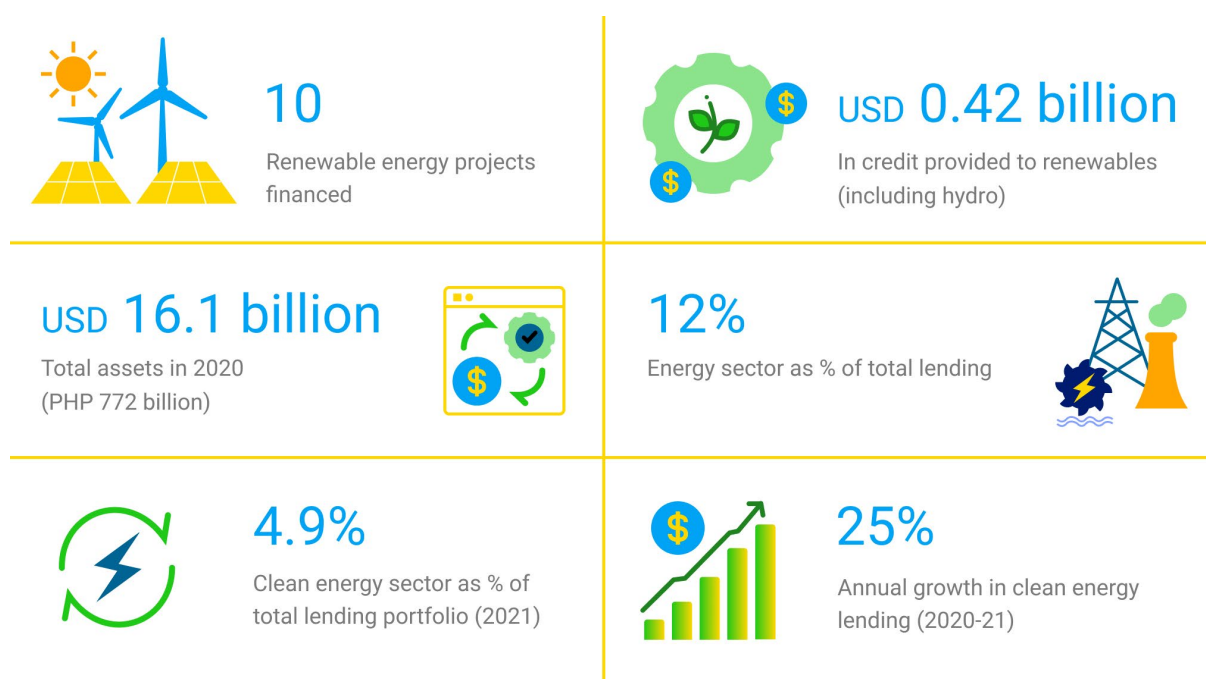 10
Renewable energy projects
financed
USD 0.42 billion
In credit provided to renewables
(including hydro)
USD 16.1 billion
Total assets in 2020
(PHP 772 billion)
12%
Energy sector as % of total lending
4.9%
Clean energy sector as % of
total lending portfolio (2021)
25%
Annual growth in clean energy
lending (2020-21)